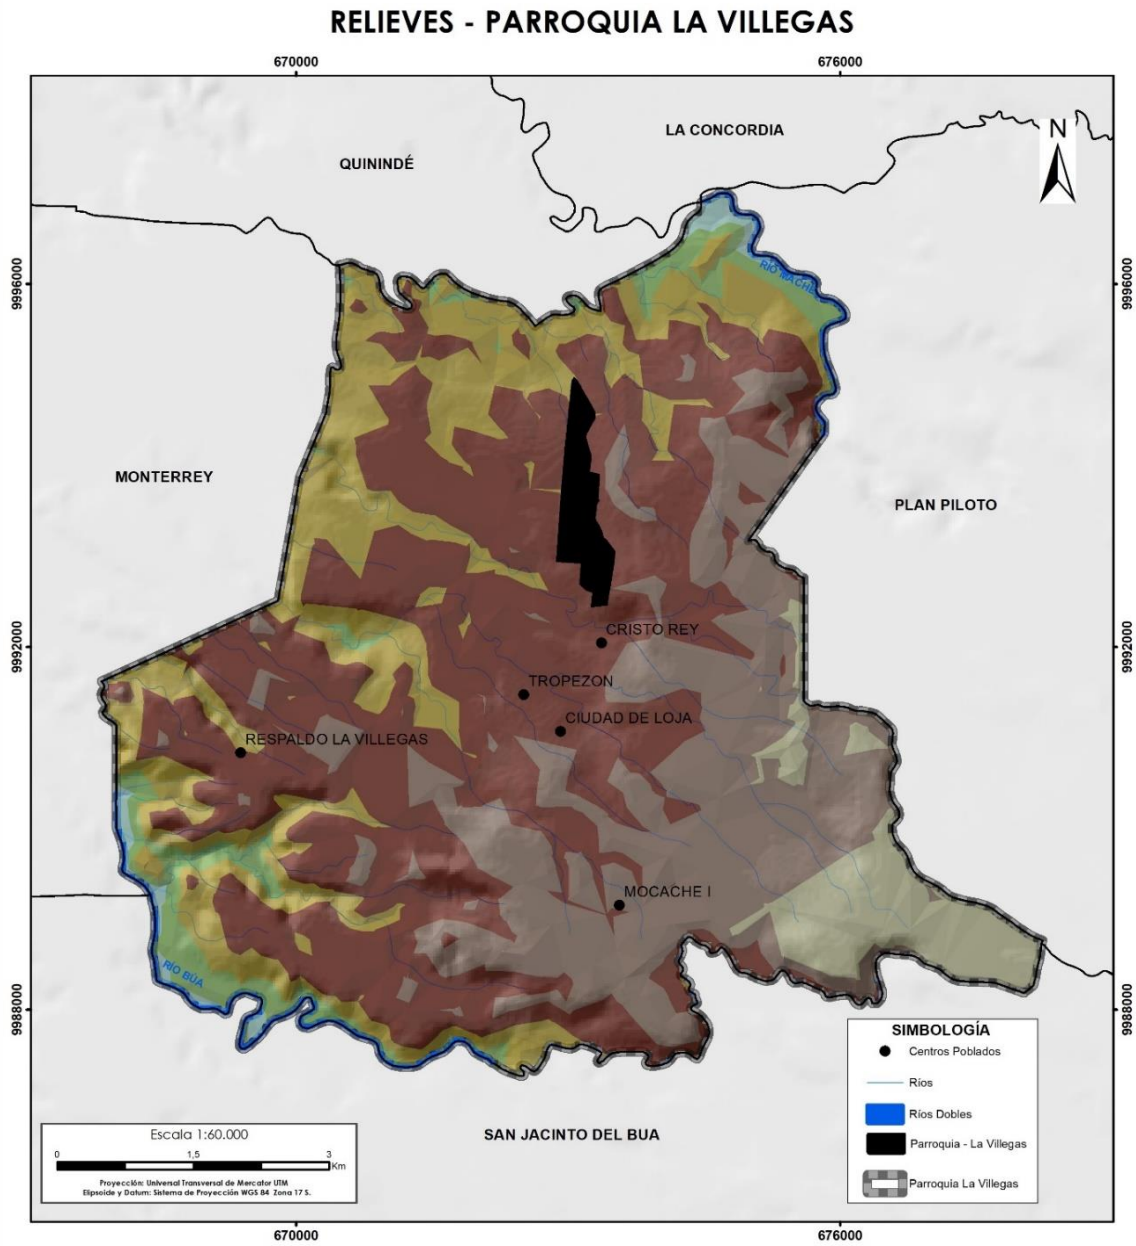 RELIEVES - PARROQUIA LA VILLEGAS
670000
676000
N
LA CONCORDIA
QUININDÉ
9996000
9996000
RÍO MACHE
MONTERREY
PLAN PILOTO
9992000
9992000
CRISTO REY
TROPEZON
CIUDAD DE LOJA
RESPALDO LA VILLEGAS
MOCACHE I
RÍO BÚA
9988000
9988000
SIMBOLOGÍA
Centros Poblados
Ríos
Ríos Dobles
Parroquia - La Villegas
Parroquia La Villegas
SAN JACINTO DEL BUA
Escala 1:60.000
0 1,5 3
Km
Proyección: Universal Transversal de Mercator UTM
Elipsoide y Datum: Sistema de Proyección WGS 84 Zona 17 S.
670000
676000